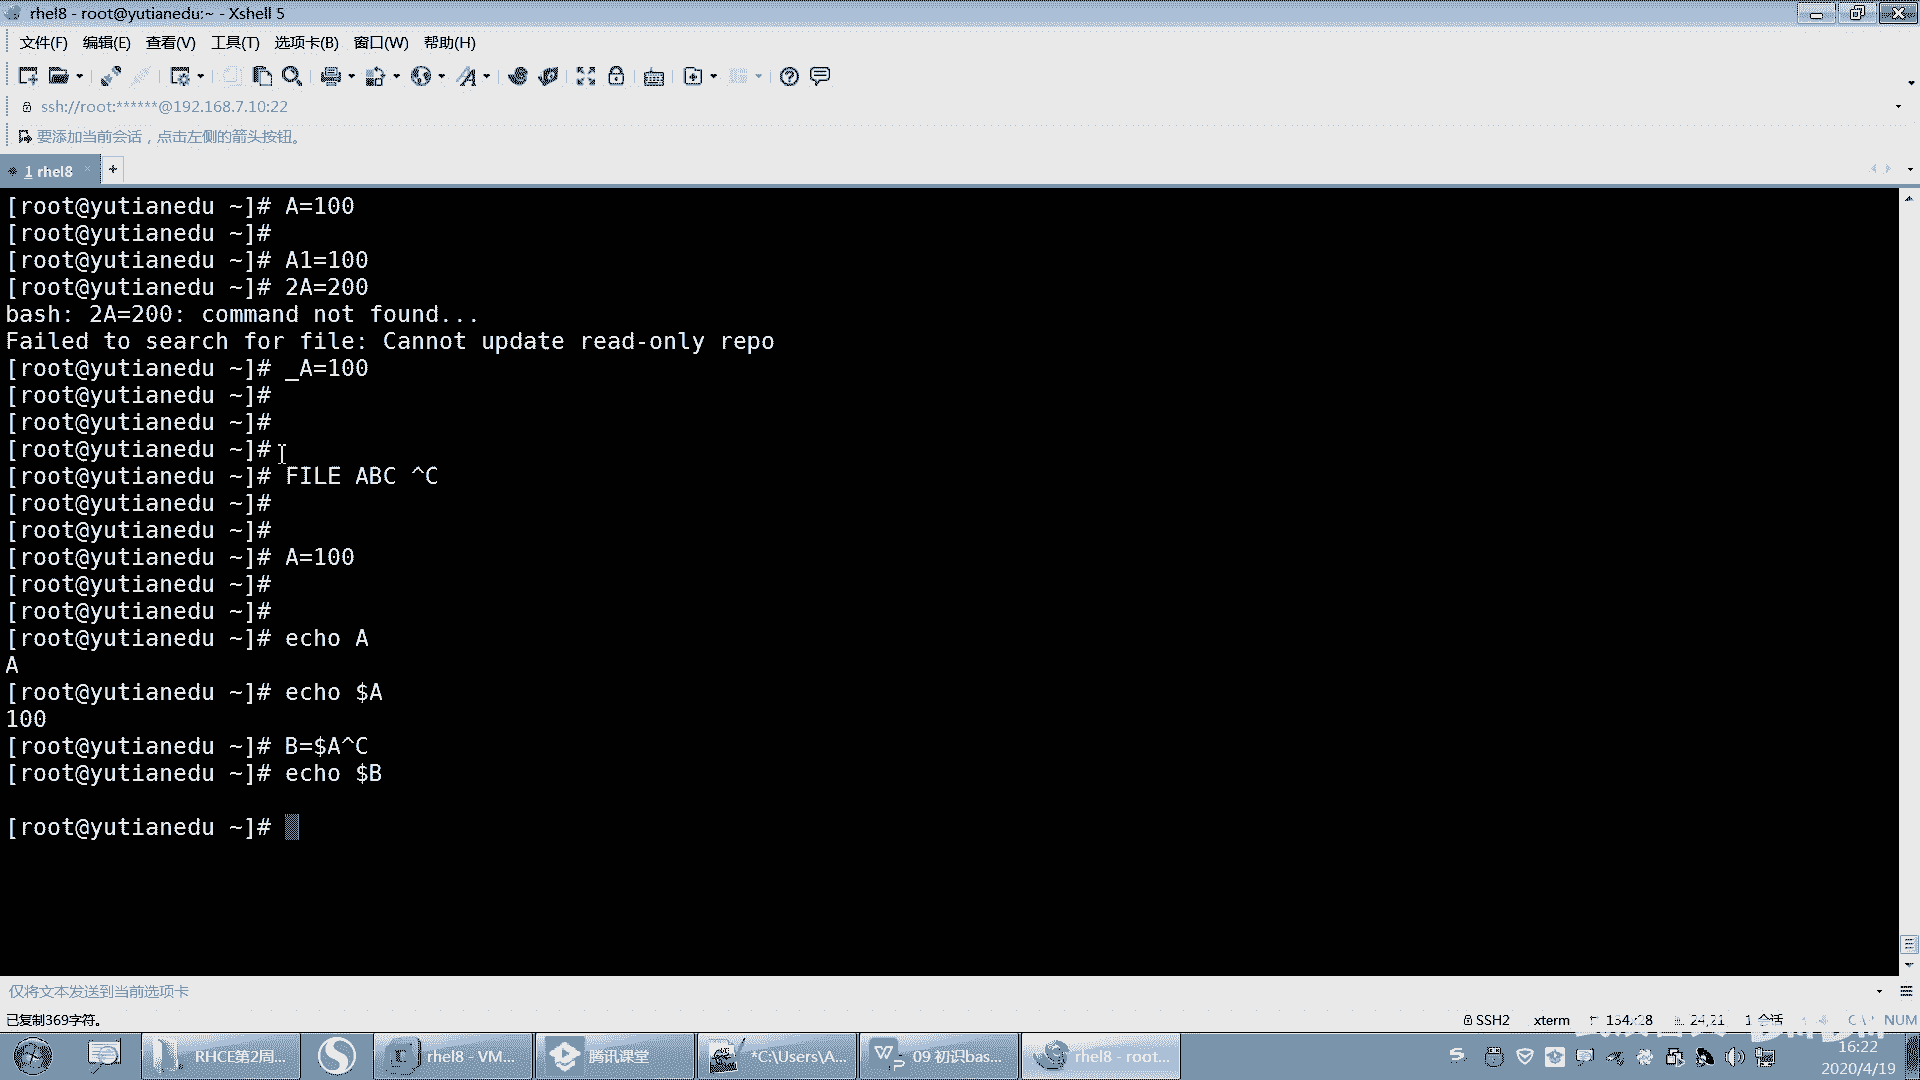 rhel8 - root@yutianedu:~ - Xshell 5
文件(F) 编辑(E) 查看(V) 工具(T) 选项卡(B) 窗口(W) 帮助(H)
ssh://root:******@192.168.7.10:22
要添加当前会话，点击左侧的箭头按钮。
1 rhel8
[root@yutianedu ~]# A=100
[root@yutianedu ~]#
[root@yutianedu ~]# A1=100
[root@yutianedu ~]# 2A=200
bash: 2A=200: command not found...
Failed to search for file: Cannot update read-only repo
[root@yutianedu ~]# _A=100
[root@yutianedu ~]#
[root@yutianedu ~]#
[root@yutianedu ~]#
[root@yutianedu ~]# FILE ABC ^C
[root@yutianedu ~]#
[root@yutianedu ~]#
[root@yutianedu ~]# A=100
[root@yutianedu ~]#
[root@yutianedu ~]#
[root@yutianedu ~]# echo A
A
[root@yutianedu ~]# echo $A
100
[root@yutianedu ~]# B=$A^C
[root@yutianedu ~]# echo $B
[root@yutianedu ~]#
仅将文本发送到当前选项卡
已复制369字符。
SSH2 xterm 24,21 1 会话 NUM
RHCE第2周... rhel8 - VM... 腾讯课堂 *C:\Users\A... 09 初识bas... rhel8 - root...
16:22
2020/4/19